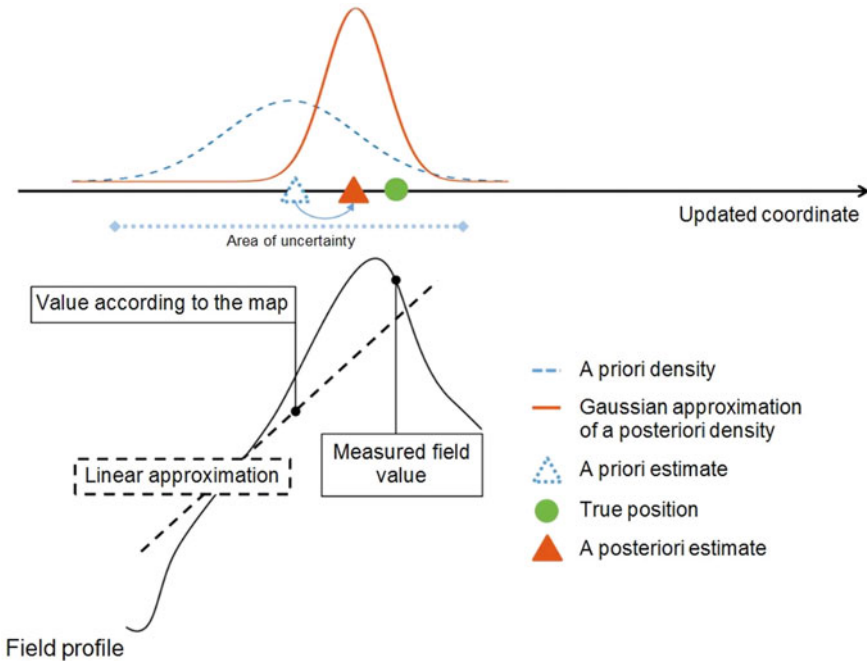 Updated coordinate
Area of uncertainty
Value according to the map
Linear approximation
Measured field
value
Field profile
A priori density
Gaussian approximation
of a posteriori density
A priori estimate
True position
A posteriori estimate